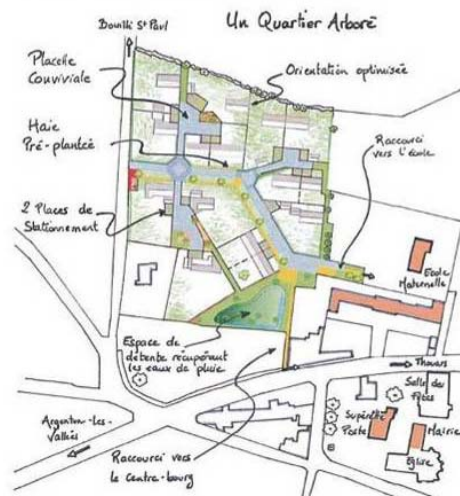 Bouillé St Paul
Un Quartier Arboré
Placette
Conviviale
Orientation optimisée
Haie
Pré-plantée
Raccourci
vers l'école
2 Places de
Stationnement
Ecole
Maternelle
Espace de
détente récupérant
les eaux de pluie
Thouars
Salle des
Fêtes
Argenton-Les-
Vallées
Supérette
Poste
Mairie
Eglise
Raccourci vers
le centre-bourg